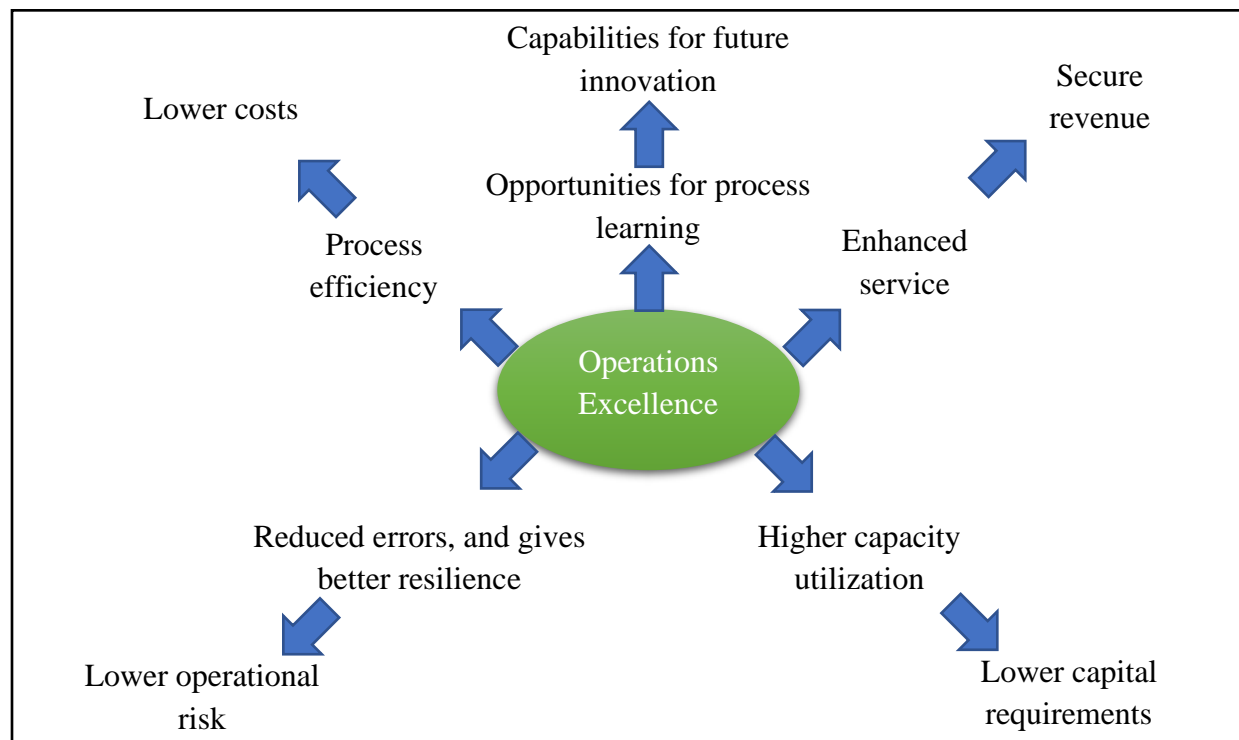 Capabilities for future
innovation
Secure
revenue
Lower costs
Opportunities for process
learning
Process
efficiency
Enhanced
service
Operations
Excellence
Reduced errors, and gives
better resilience
Higher capacity
utilization
Lower operational
risk
Lower capital
requirements